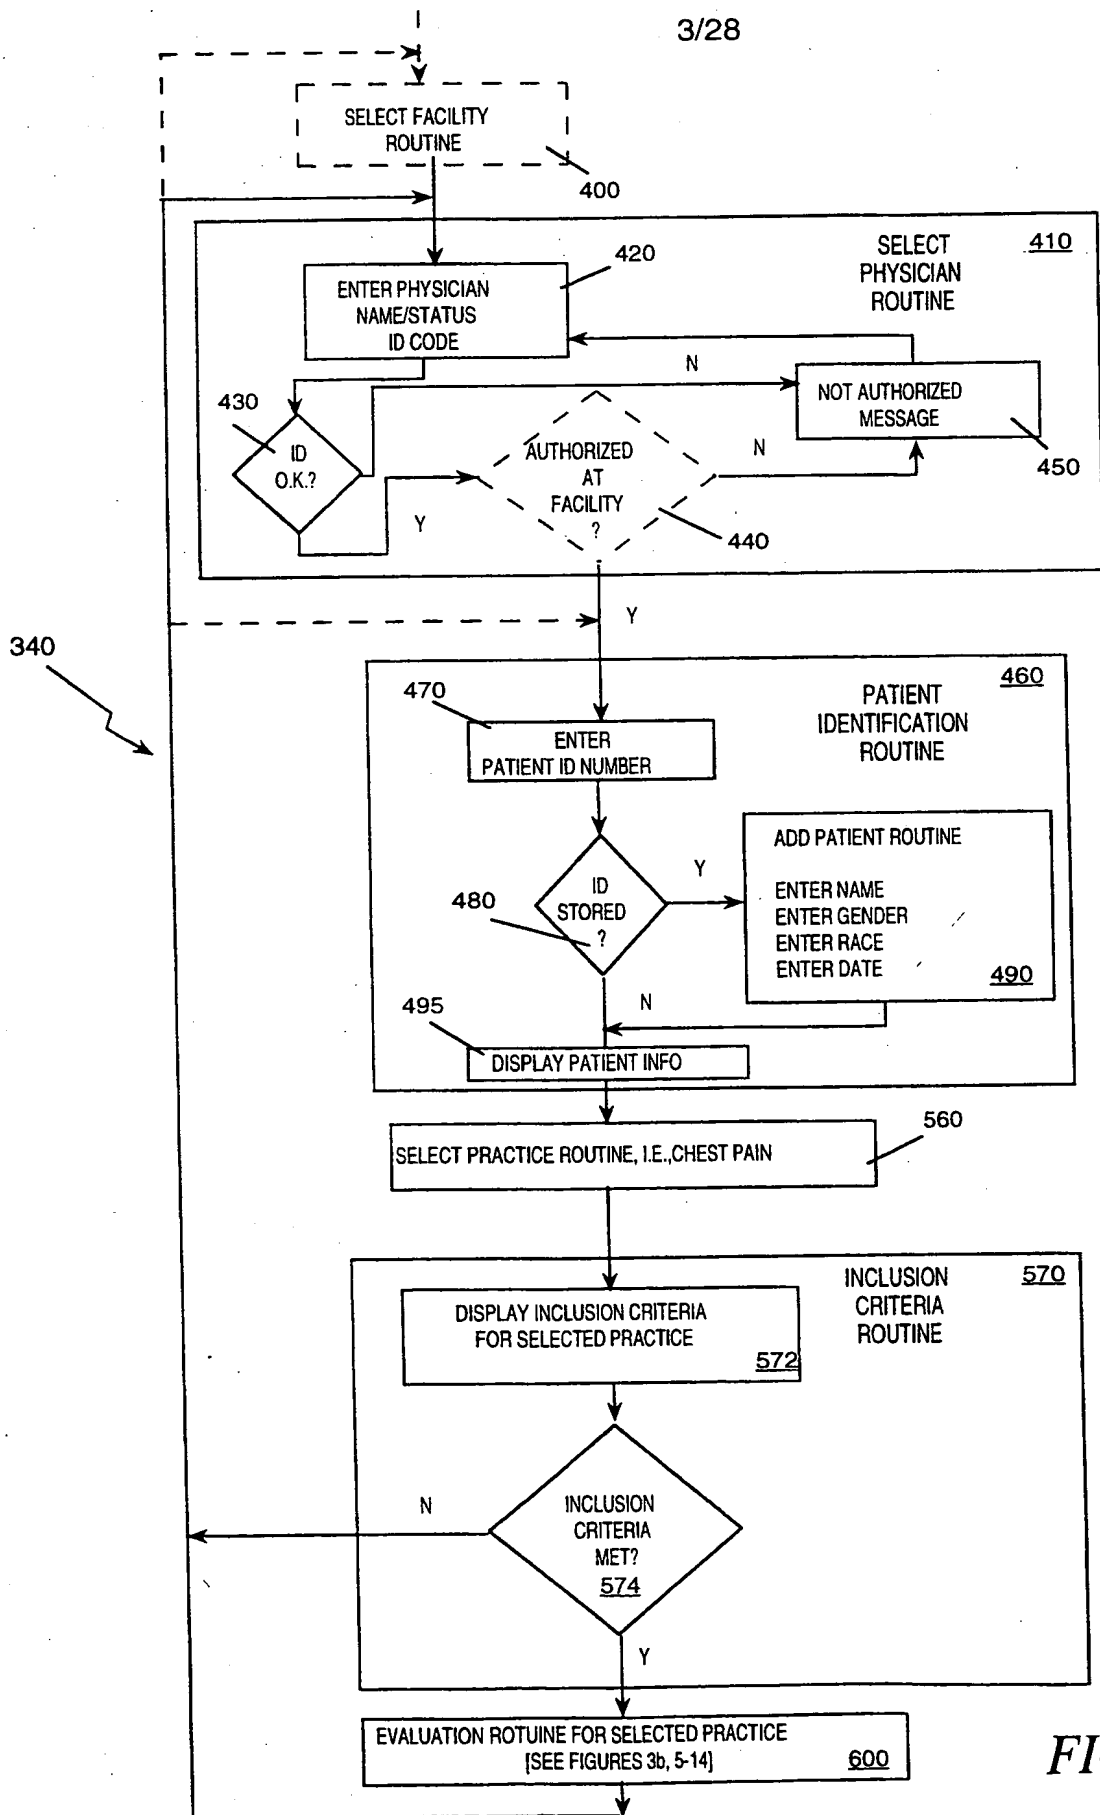 3/28
SELECT FACILITY
ROUTINE
400
SELECT
PHYSICIAN
ROUTINE
410
420
ENTER PHYSICIAN
NAME/STATUS
ID CODE
N
NOT AUTHORIZED
MESSAGE
450
430
ID
O.K.?
Y
AUTHORIZED
AT
FACILITY
?
N
440
Y
340
PATIENT
IDENTIFICATION
ROUTINE
460
470
ENTER
PATIENT ID NUMBER
ID
STORED
?
480
Y
ADD PATIENT ROUTINE
ENTER NAME
ENTER GENDER
ENTER RACE
ENTER DATE
490
N
495
DISPLAY PATIENT INFO
SELECT PRACTICE ROUTINE, I.E.,CHEST PAIN
560
INCLUSION
CRITERIA
ROUTINE
570
DISPLAY INCLUSION CRITERIA
FOR SELECTED PRACTICE
572
N
INCLUSION
CRITERIA
MET?
574
Y
EVALUATION ROTUINE FOR SELECTED PRACTICE
[SEE FIGURES 3b, 5-14]
600